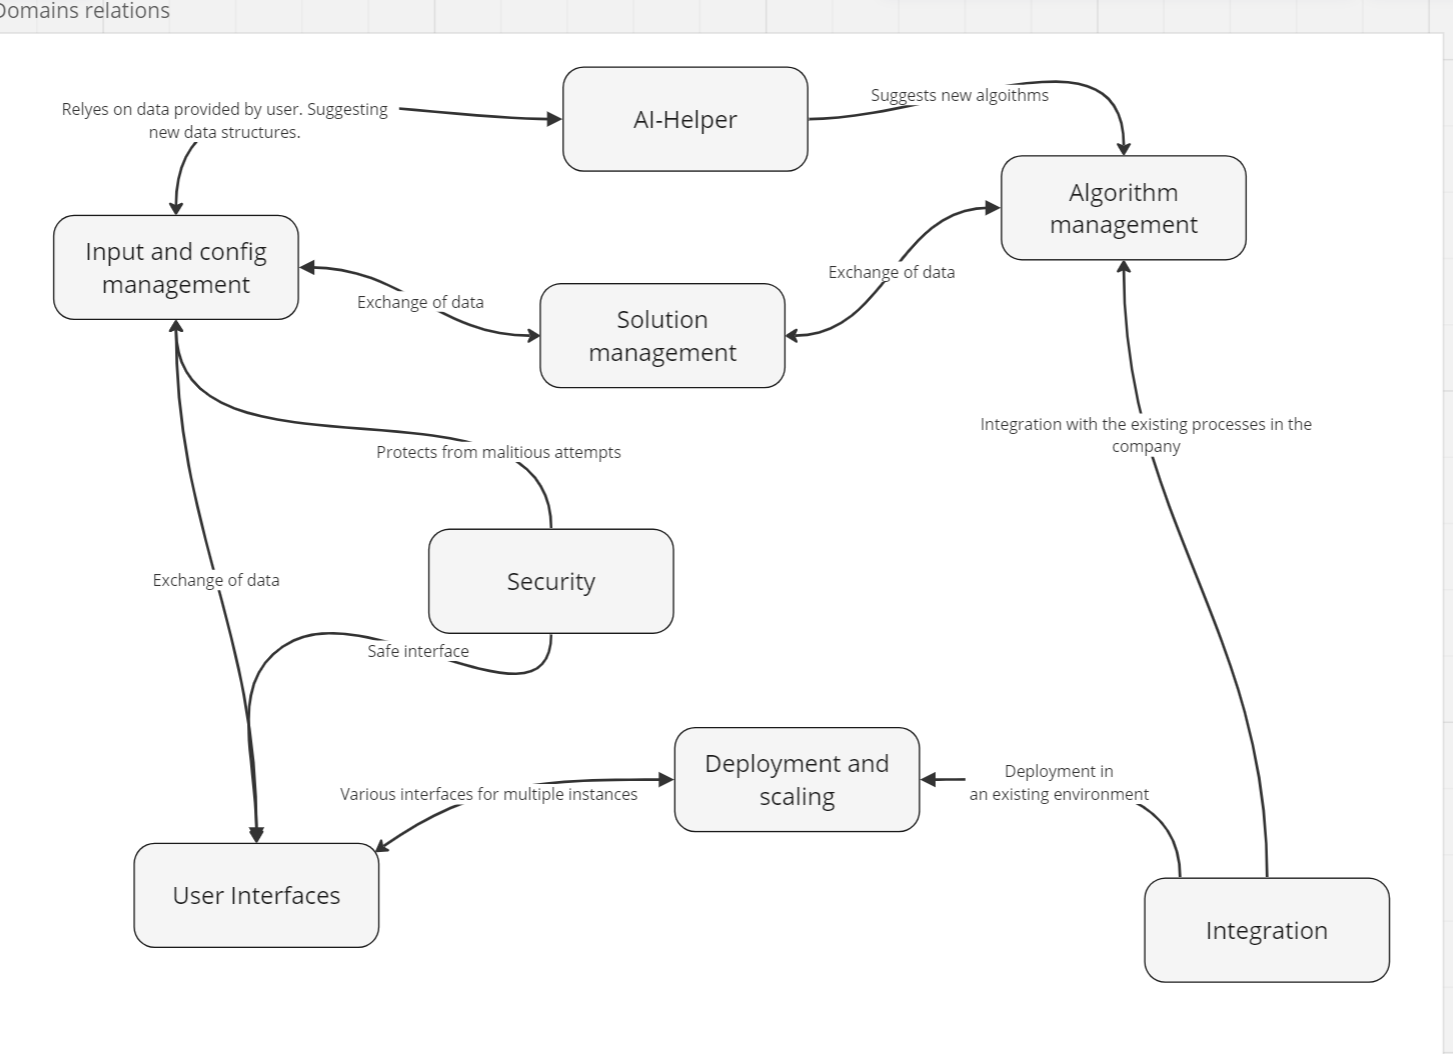 Domains relations
Relyes on data provided by user. Suggesting
new data structures.
AI-Helper
Suggests new algoithms
Algorithm
management
Input and config
management
Exchange of data
Exchange of data
Solution
management
Integration with the existing processes in the
company
Protects from malitious attempts
Exchange of data
Security
Safe interface
Deployment and
scaling
Deployment in
an existing environment
Various interfaces for multiple instances
User Interfaces
Integration